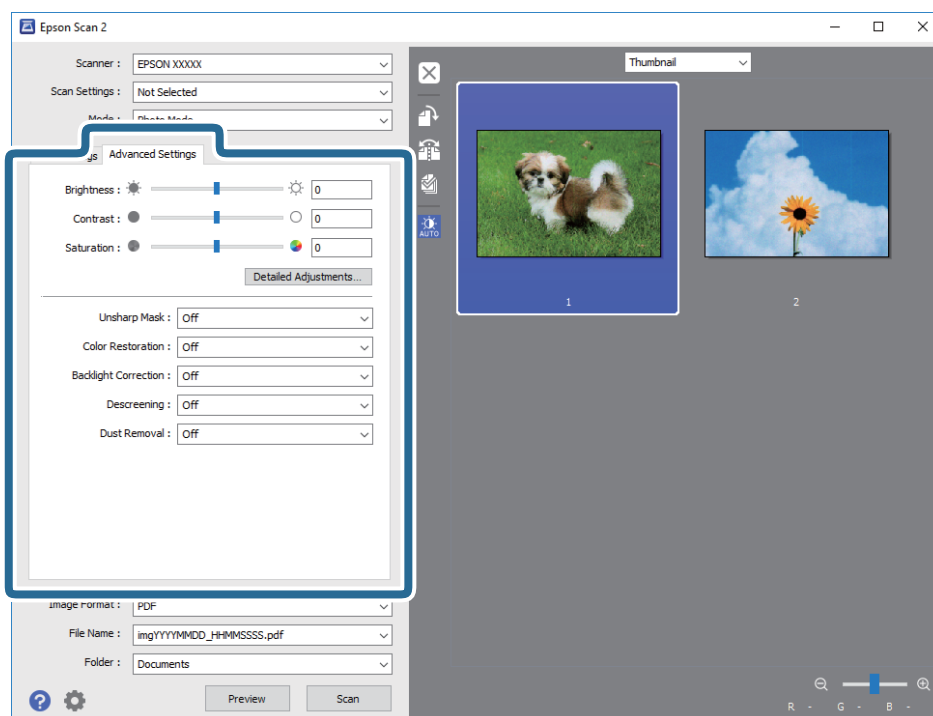 Epson Scan 2
Scanner : EPSON XXXXX
Scan Settings : Not Selected
Advanced Settings
Brightness : 0
Contrast : 0
Saturation : 0
Detailed Adjustments...
Unsharp Mask : Off
Color Restoration : Off
Backlight Correction : Off
Descreening : Off
Dust Removal : Off
Image Format : PDF
File Name : imgYYYYMMDD_HHMMSSSS.pdf
Folder : Documents
Preview Scan
Thumbnail
AUTO
1 2
R - G - B -